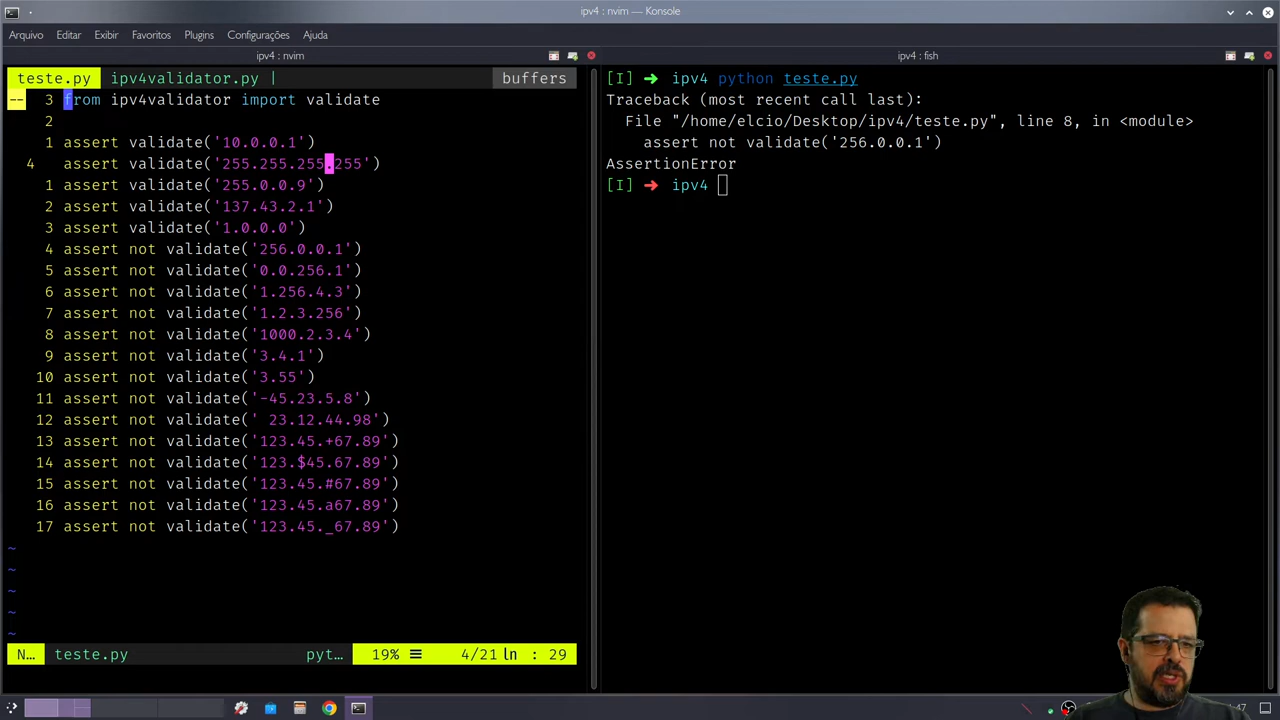 ipv4 : nvim — Konsole
Arquivo Editar Exibir Favoritos Plugins Configurações Ajuda
ipv4 : nvim
teste.py ipv4validator.py | buffers
-- 3 from ipv4validator import validate
2
1 assert validate('10.0.0.1')
4 assert validate('255.255.255.255')
1 assert validate('255.0.0.9')
2 assert validate('137.43.2.1')
3 assert validate('1.0.0.0')
4 assert not validate('256.0.0.1')
5 assert not validate('0.0.256.1')
6 assert not validate('1.256.4.3')
7 assert not validate('1.2.3.256')
8 assert not validate('1000.2.3.4')
9 assert not validate('3.4.1')
10 assert not validate('3.55')
11 assert not validate('-45.23.5.8')
12 assert not validate(' 23.12.44.98')
13 assert not validate('123.45.+67.89')
14 assert not validate('123.$45.67.89')
15 assert not validate('123.45.#67.89')
16 assert not validate('123.45.a67.89')
17 assert not validate('123.45._67.89')
~
~
~
~
~
N… teste.py pyt… 19% ☰ 4/21 ln : 29
ipv4 : fish
[I] ➜ ipv4 python teste.py
Traceback (most recent call last):
File "/home/elcio/Desktop/ipv4/teste.py", line 8, in <module>
assert not validate('256.0.0.1')
AssertionError
[I] ➜ ipv4